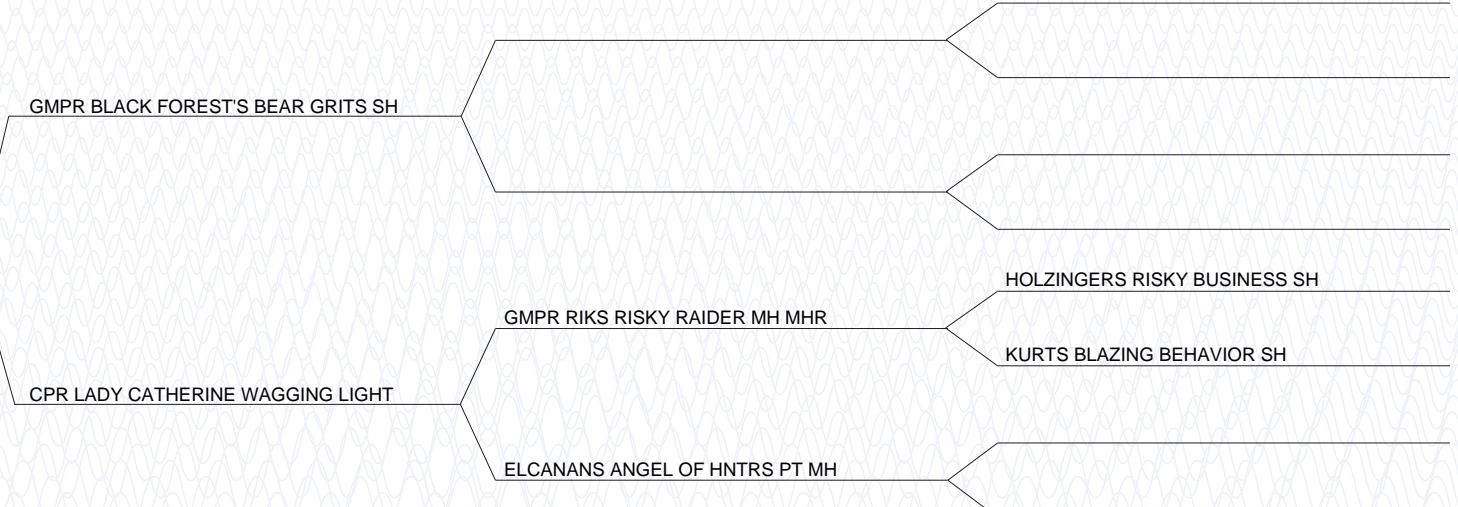 GMPR BLACK FOREST'S BEAR GRITS SH
HOLZINGERS RISKY BUSINESS SH
GMPR RIKS RISKY RAIDER MH MHR
KURTS BLAZING BEHAVIOR SH
CPR LADY CATHERINE WAGGING LIGHT
ELCANANS ANGEL OF HNTRS PT MH